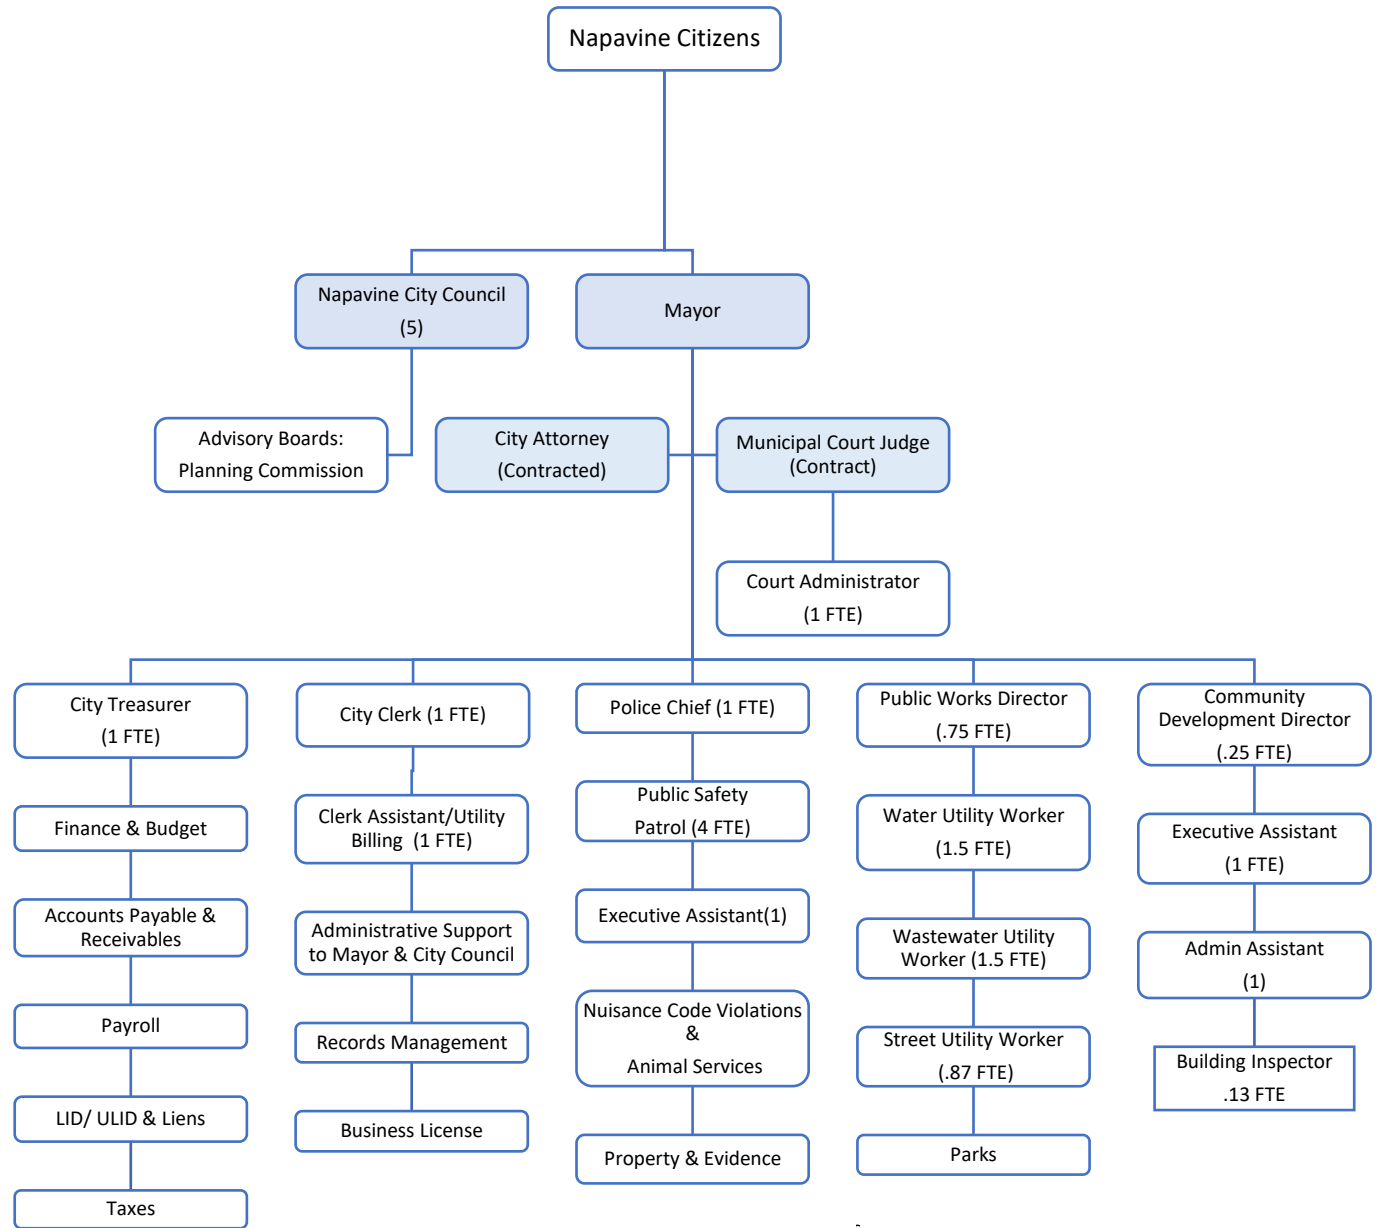 Napavine Citizens
Napavine City Council
(5)
Mayor
Advisory Boards:
Planning Commission
City Attorney
(Contracted)
Municipal Court Judge
(Contract)
Court Administrator
(1 FTE)
City Treasurer
(1 FTE)
Finance & Budget
Accounts Payable &
Receivables
Payroll
LID/ ULID & Liens
Taxes
City Clerk (1 FTE)
Clerk Assistant/Utility
Billing (1 FTE)
Administrative Support
to Mayor & City Council
Records Management
Business License
Police Chief (1 FTE)
Public Safety
Patrol (4 FTE)
Executive Assistant(1)
Nuisance Code Violations
&
Animal Services
Property & Evidence
Public Works Director
(.75 FTE)
Water Utility Worker
(1.5 FTE)
Wastewater Utility
Worker (1.5 FTE)
Street Utility Worker
(.87 FTE)
Parks
Community
Development Director
(.25 FTE)
Executive Assistant
(1 FTE)
Admin Assistant
(1)
Building Inspector
.13 FTE